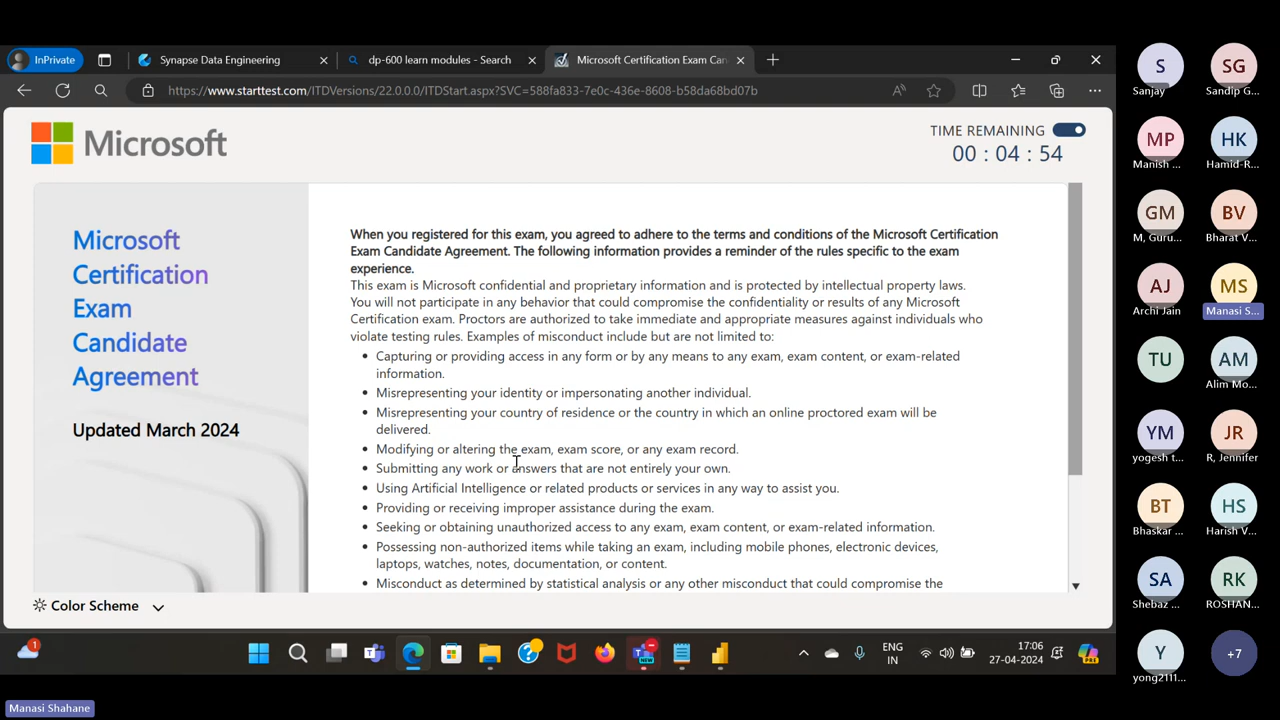 InPrivate
Synapse Data Engineering
dp-600 learn modules - Search
Microsoft Certification Exam Can
https://www.starttest.com/ITDVersions/22.0.0.0/ITDStart.aspx?SVC=588fa833-7e0c-436e-8608-b58da68bd07b
Microsoft
TIME REMAINING
00 : 04 : 54
Microsoft
Certification
Exam
Candidate
Agreement
Updated March 2024
When you registered for this exam, you agreed to adhere to the terms and conditions of the Microsoft Certification
Exam Candidate Agreement. The following information provides a reminder of the rules specific to the exam
experience.
This exam is Microsoft confidential and proprietary information and is protected by intellectual property laws.
You will not participate in any behavior that could compromise the confidentiality or results of any Microsoft
Certification exam. Proctors are authorized to take immediate and appropriate measures against individuals who
violate testing rules. Examples of misconduct include but are not limited to:
• Capturing or providing access in any form or by any means to any exam, exam content, or exam-related
information.
• Misrepresenting your identity or impersonating another individual.
• Misrepresenting your country of residence or the country in which an online proctored exam will be
delivered.
• Modifying or altering the exam, exam score, or any exam record.
• Submitting any work or answers that are not entirely your own.
• Using Artificial Intelligence or related products or services in any way to assist you.
• Providing or receiving improper assistance during the exam.
• Seeking or obtaining unauthorized access to any exam, exam content, or exam-related information.
• Possessing non-authorized items while taking an exam, including mobile phones, electronic devices,
laptops, watches, notes, documentation, or content.
• Misconduct as determined by statistical analysis or any other misconduct that could compromise the
Color Scheme
1
NEW
ENG
IN
17:06
27-04-2024
PRE
Manasi Shahane
S
Sanjay
SG
Sandip G...
MP
Manish ...
HK
Hamid-R...
GM
M, Guru...
BV
Bharat V...
AJ
Archi Jain
MS
Manasi S...
TU
AM
Alim Mo...
YM
yogesh t...
JR
R, Jennifer
BT
Bhaskar ...
HS
Harish V...
SA
Shebaz ...
RK
ROSHAN...
Y
yong2111...
+7